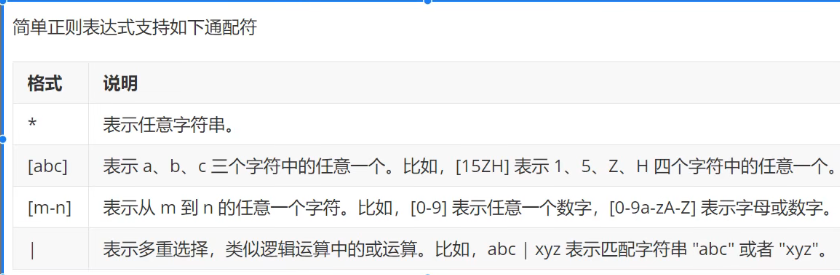 简单正则表达式支持如下通配符
格式 说明
* 表示任意字符串。
[abc] 表示 a、b、c 三个字符中的任意一个。比如，[15ZH] 表示 1、5、Z、H 四个字符中的任意一个。
[m-n] 表示从 m 到 n 的任意一个字符。比如，[0-9] 表示任意一个数字，[0-9a-zA-Z] 表示字母或数字。
| 表示多重选择，类似逻辑运算中的或运算。比如，abc | xyz 表示匹配字符串 "abc" 或者 "xyz"。